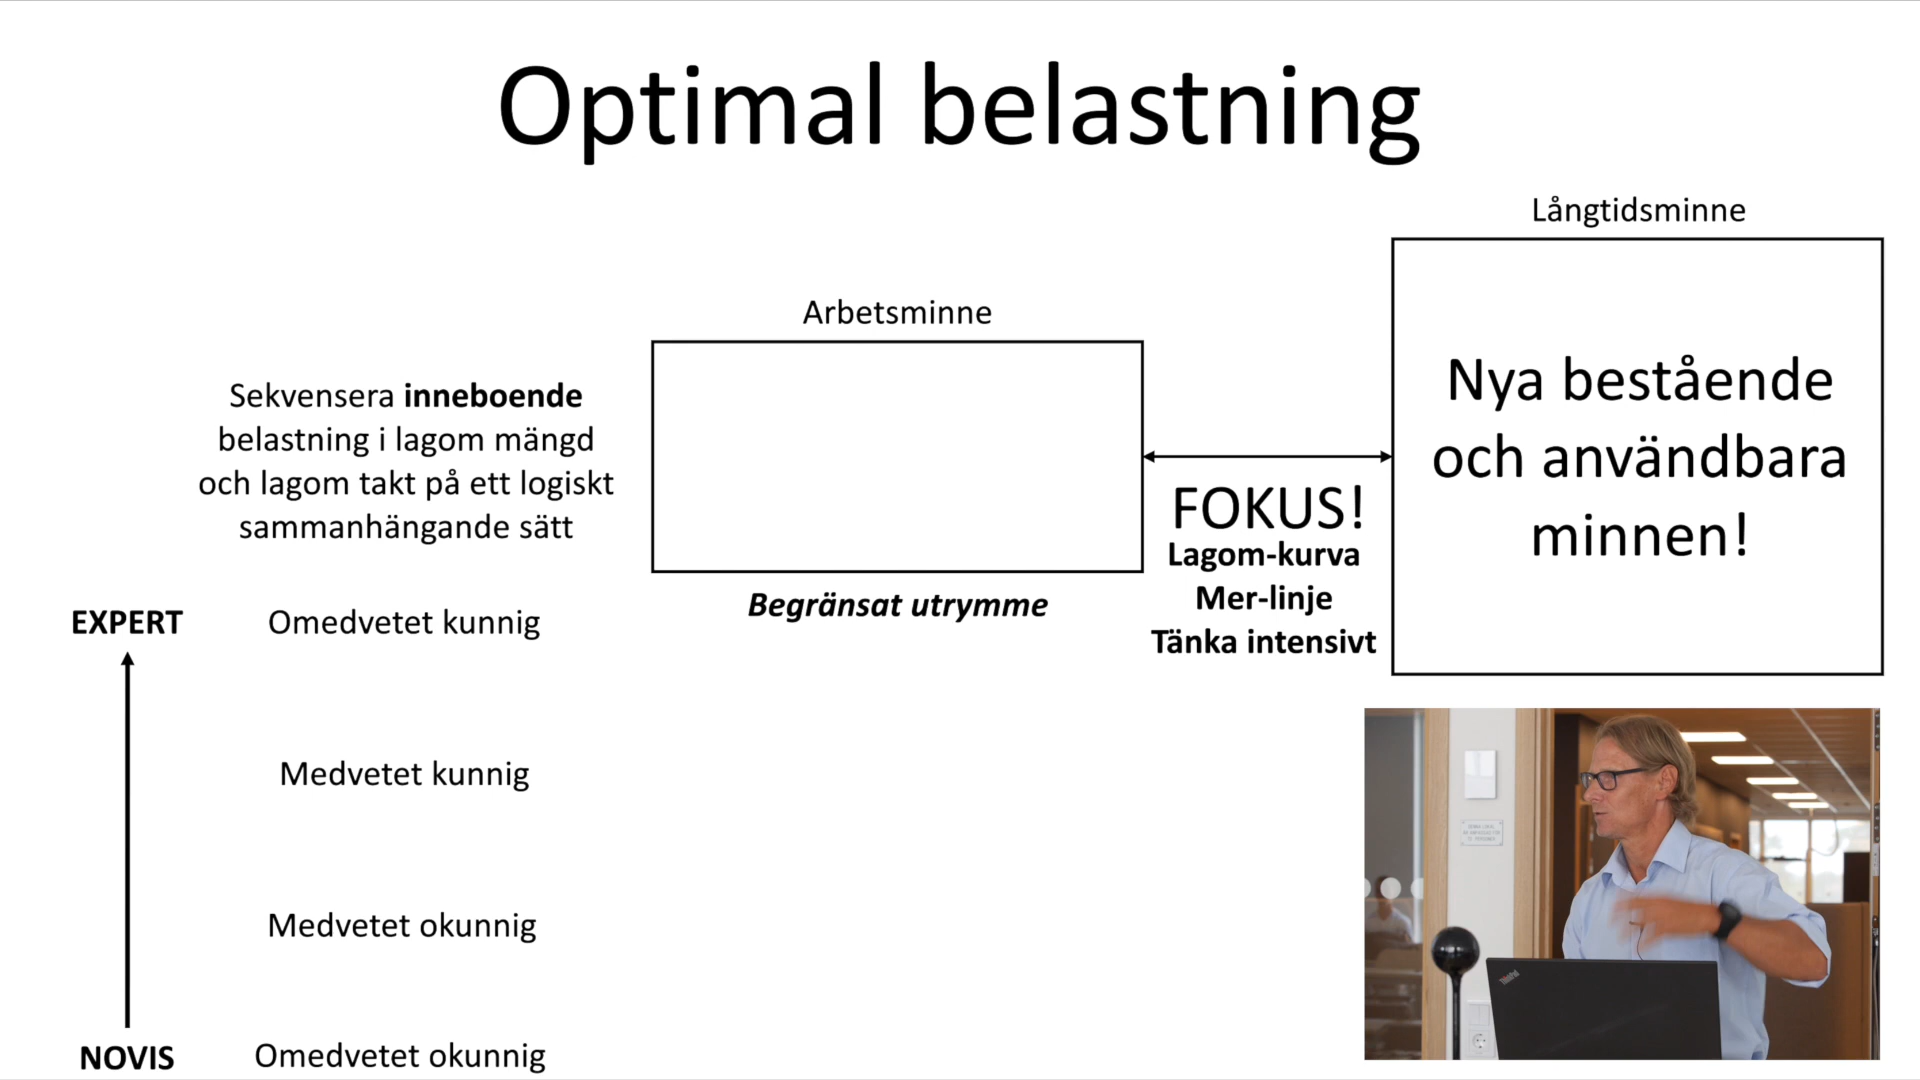 Optimal belastning
Långtidsminne
Arbetsminne
Nya bestående
och användbara
minnen!
Sekvensera inneboende
belastning i lagom mängd
och lagom takt på ett logiskt
sammanhängande sätt
FOKUS!
Lagom-kurva
Mer-linje
Tänka intensivt
Begränsat utrymme
EXPERT
Omedvetet kunnig
Medvetet kunnig
Medvetet okunnig
NOVIS
Omedvetet okunnig
ThinkPad